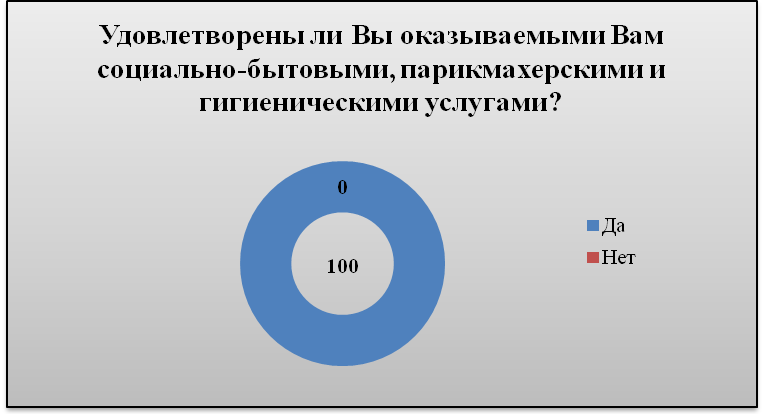 Удовлетворены ли Вы оказываемыми Вам
социально-бытовыми, парикмахерскими и
гигиеническими услугами?
0
100
Да
Нет